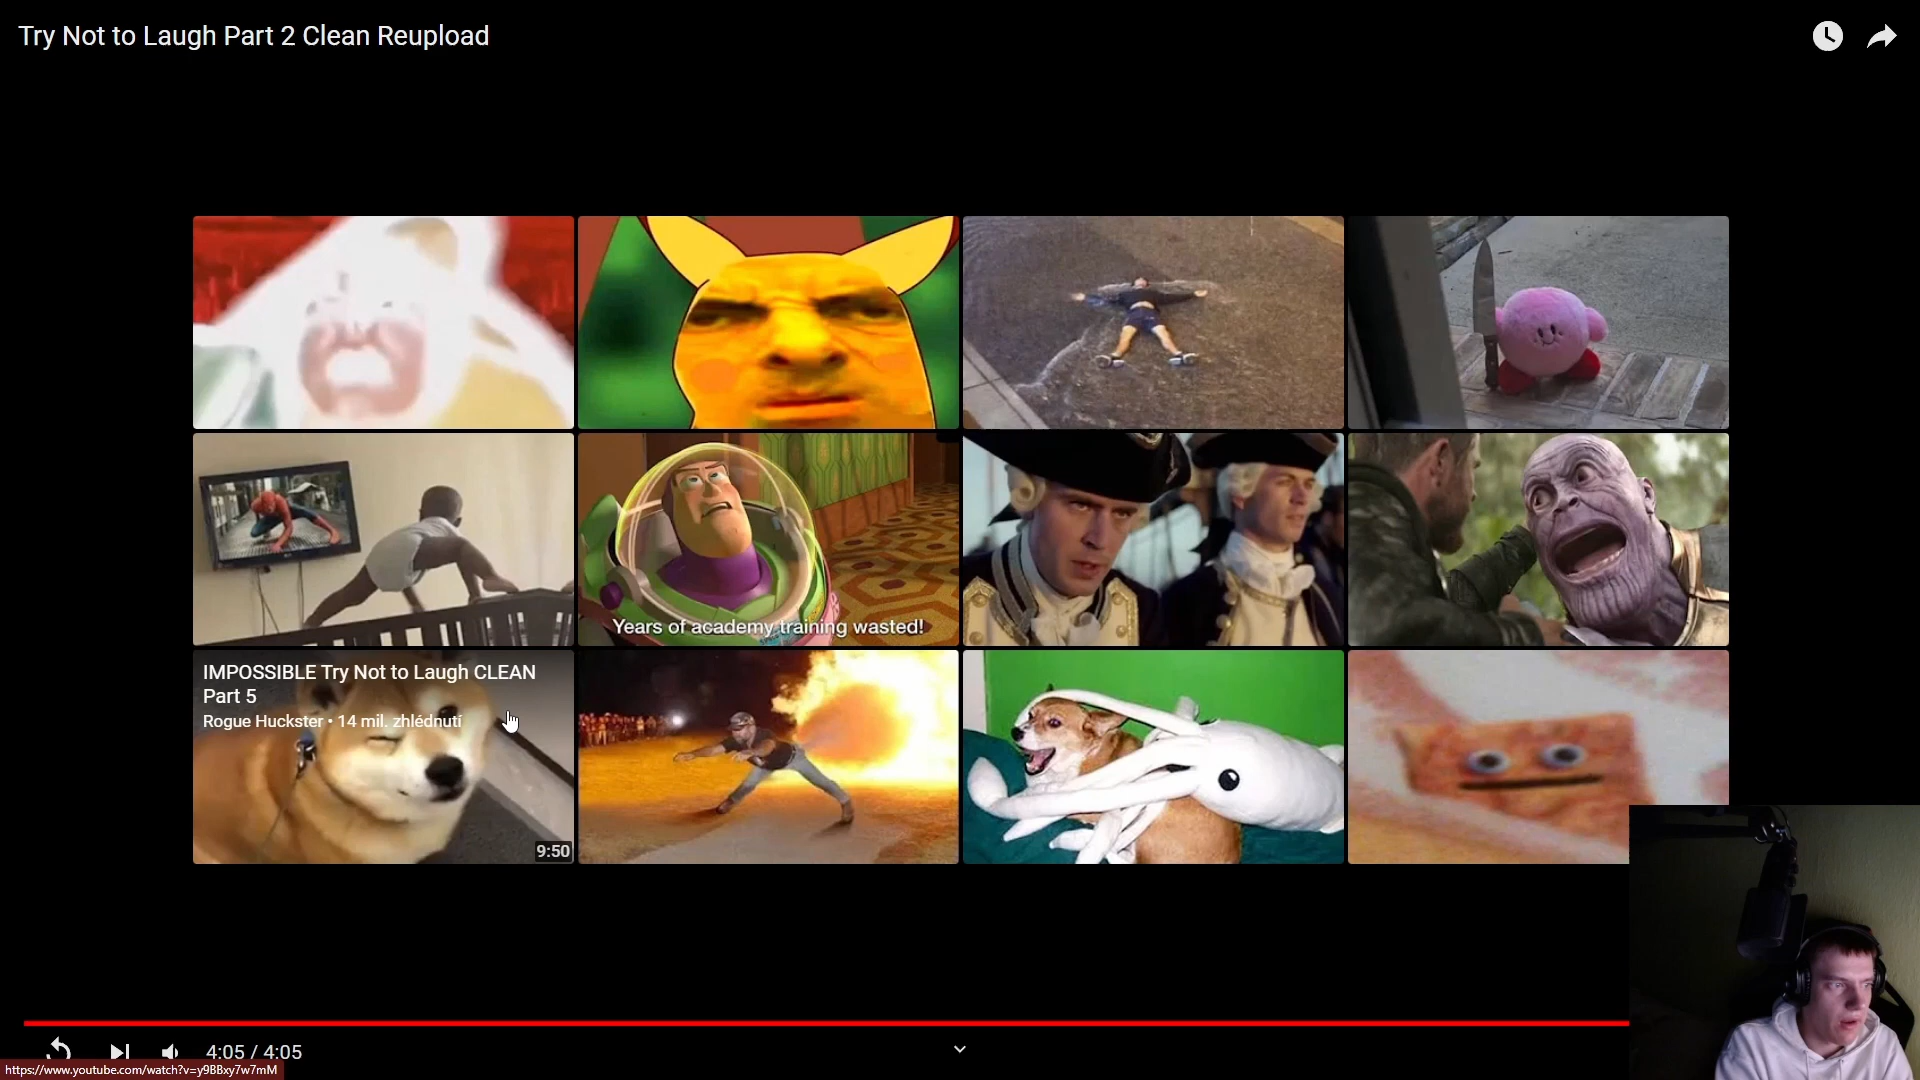 Try Not to Laugh Part 2 Clean Reupload
Years of academy training wasted!
IMPOSSIBLE Try Not to Laugh CLEAN
Part 5
Rogue Huckster • 14 mil. zhlédnutí
9:50
4:05 / 4:05
https://www.youtube.com/watch?v=y9BBxy7w7mM